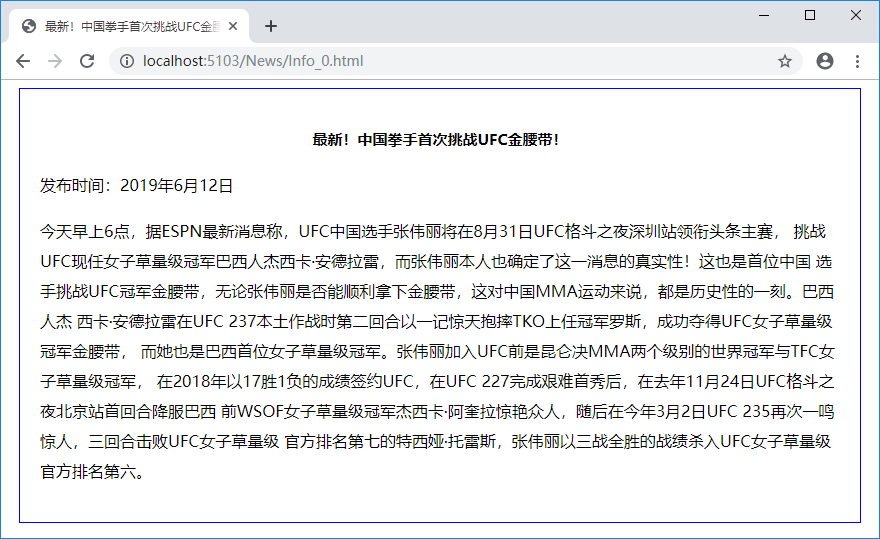 最新！中国拳手首次挑战UFC金
localhost:5103/News/Info_0.html
最新！中国拳手首次挑战UFC金腰带！
发布时间：2019年6月12日
今天早上6点，据ESPN最新消息称，UFC中国选手张伟丽将在8月31日UFC格斗之夜深圳站领衔头条主赛， 挑战
UFC现任女子草量级冠军巴西人杰西卡·安德拉雷，而张伟丽本人也确定了这一消息的真实性！这也是首位中国 选
手挑战UFC冠军金腰带，无论张伟丽是否能顺利拿下金腰带，这对中国MMA运动来说，都是历史性的一刻。巴西
人杰 西卡·安德拉雷在UFC 237本土作战时第二回合以一记惊天抱摔TKO上任冠军罗斯，成功夺得UFC女子草量级
冠军金腰带， 而她也是巴西首位女子草量级冠军。张伟丽加入UFC前是昆仑决MMA两个级别的世界冠军与TFC女
子草量级冠军， 在2018年以17胜1负的成绩签约UFC，在UFC 227完成艰难首秀后，在去年11月24日UFC格斗之
夜北京站首回合降服巴西 前WSOF女子草量级冠军杰西卡·阿奎拉惊艳众人，随后在今年3月2日UFC 235再次一鸣
惊人，三回合击败UFC女子草量级 官方排名第七的特西娅·托雷斯，张伟丽以三战全胜的战绩杀入UFC女子草量级
官方排名第六。